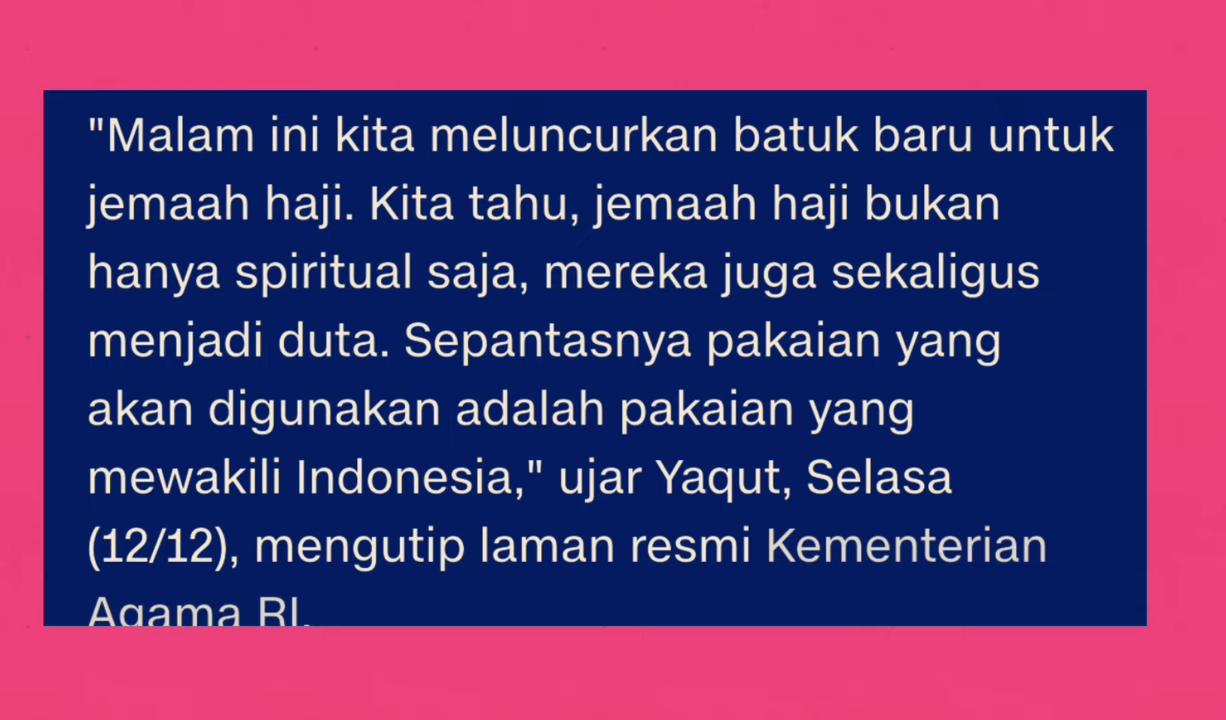 "Malam ini kita meluncurkan batuk baru untuk
jemaah haji. Kita tahu, jemaah haji bukan
hanya spiritual saja, mereka juga sekaligus
menjadi duta. Sepantasnya pakaian yang
akan digunakan adalah pakaian yang
mewakili Indonesia," ujar Yaqut, Selasa
(12/12), mengutip laman resmi Kementerian
Agama RI.